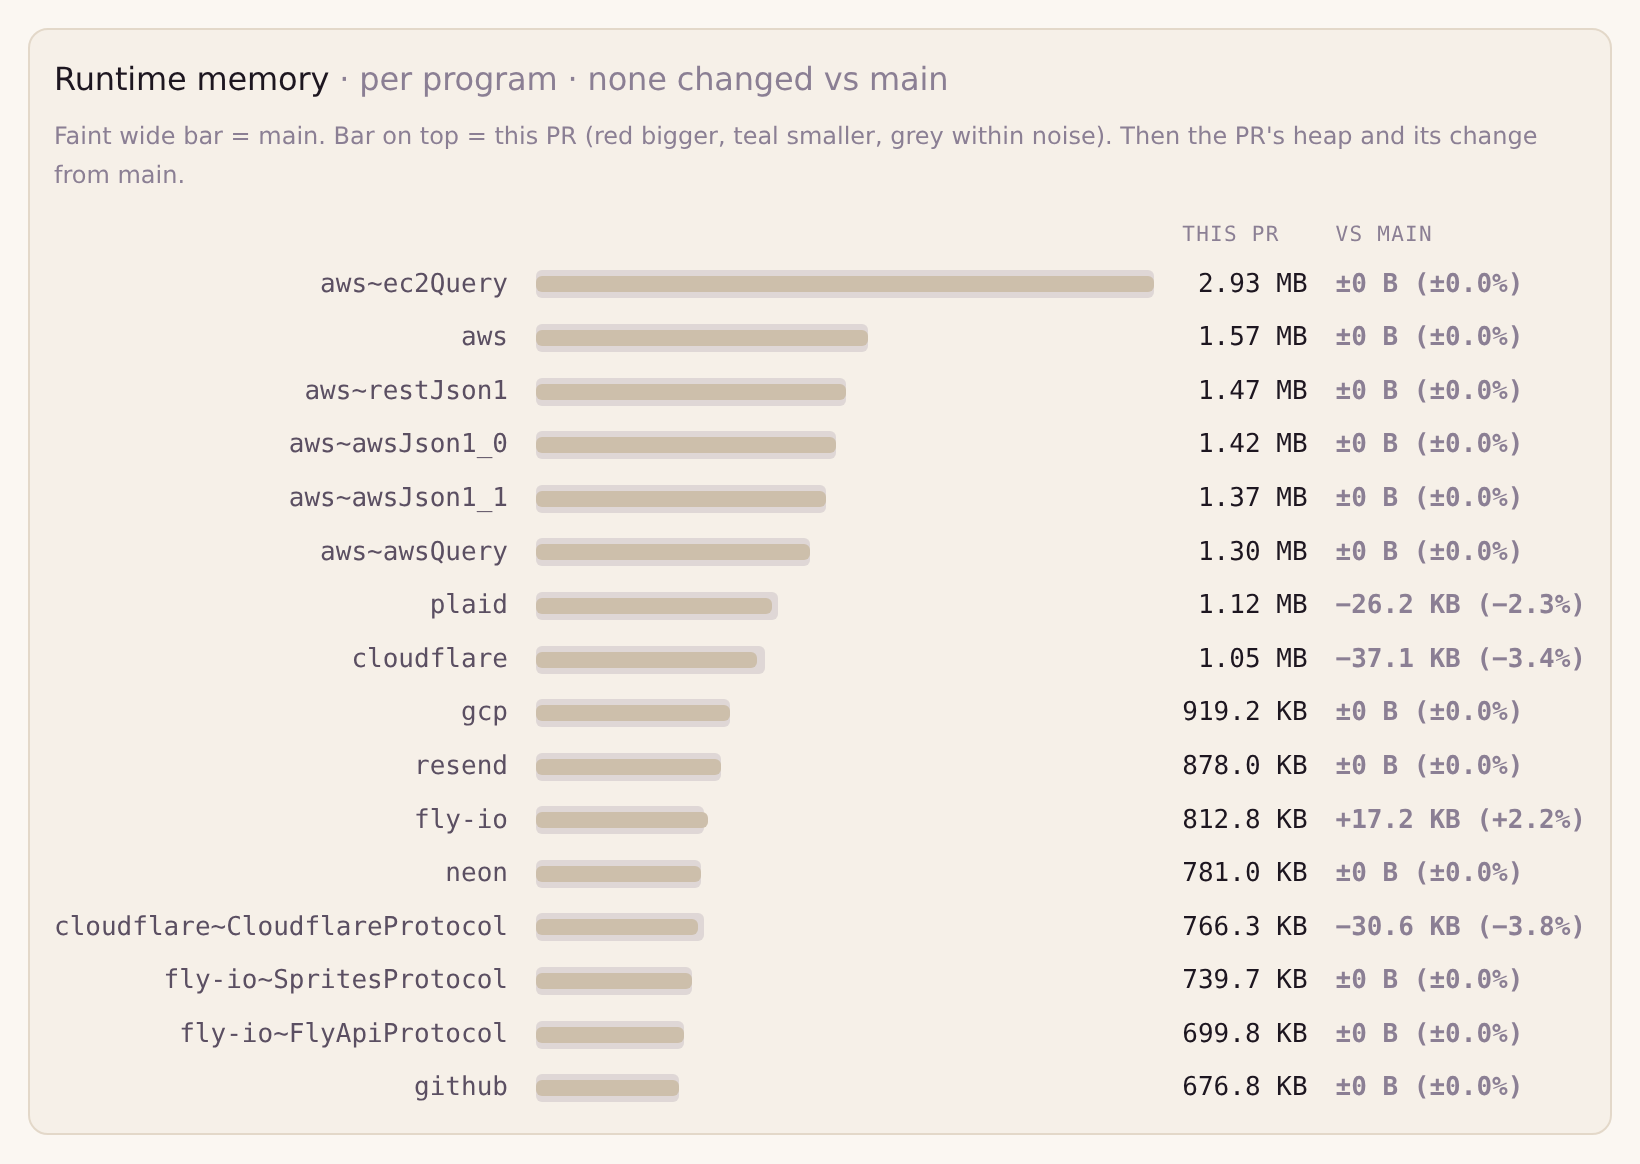 Runtime memory · per program · none changed vs main
Faint wide bar = main. Bar on top = this PR (red bigger, teal smaller, grey within noise). Then the PR's heap and its change
from main.
THIS PR VS MAIN
aws~ec2Query 2.93 MB ±0 B (±0.0%)
aws 1.57 MB ±0 B (±0.0%)
aws~restJson1 1.47 MB ±0 B (±0.0%)
aws~awsJson1_0 1.42 MB ±0 B (±0.0%)
aws~awsJson1_1 1.37 MB ±0 B (±0.0%)
aws~awsQuery 1.30 MB ±0 B (±0.0%)
plaid 1.12 MB −26.2 KB (−2.3%)
cloudflare 1.05 MB −37.1 KB (−3.4%)
gcp 919.2 KB ±0 B (±0.0%)
resend 878.0 KB ±0 B (±0.0%)
fly-io 812.8 KB +17.2 KB (+2.2%)
neon 781.0 KB ±0 B (±0.0%)
cloudflare~CloudflareProtocol 766.3 KB −30.6 KB (−3.8%)
fly-io~SpritesProtocol 739.7 KB ±0 B (±0.0%)
fly-io~FlyApiProtocol 699.8 KB ±0 B (±0.0%)
github 676.8 KB ±0 B (±0.0%)